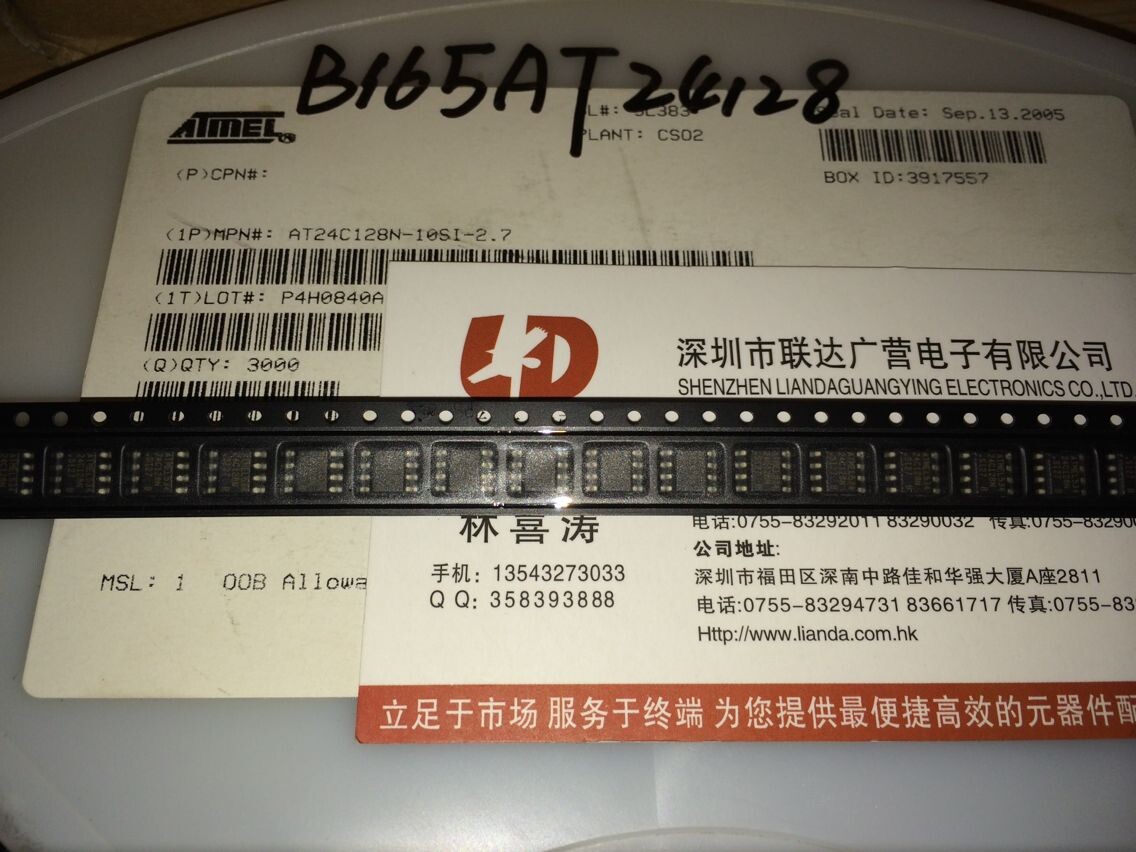 B165AT24128
ATMEL
PLANT: CS02
Seal Date: Sep.13.2005
(P)CPN#:
BOX ID:3917557
(1P)MPN#: AT24C128N-10SI-2.7
(1T)LOT#: P4H0840A
(Q)QTY: 3000
LD
深圳市联达广营电子有限公司
SHENZHEN LIANDAGUANGYING ELECTRONICS CO.,LTD.
林喜涛
电话:0755-83292011 83290032 传真:0755-83290
公司地址:
手机: 13543273033
深圳市福田区深南中路佳和华强大厦A座2811
MSL: 1 OOB Allowa
QQ: 358393888
电话:0755-83294731 83661717 传真:0755-83
Http://www.lianda.com.hk
立足于市场 服务于终端 为您提供最便捷高效的元器件配